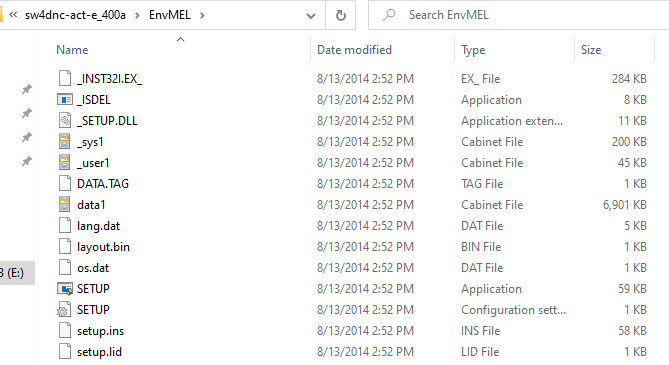 « sw4dnc-act-e_400a › EnvMEL Search EnvMEL
Name Date modified Type Size
_INST32I.EX_ 8/13/2014 2:52 PM EX_ File 284 KB
_ISDEL 8/13/2014 2:52 PM Application 8 KB
_SETUP.DLL 8/13/2014 2:52 PM Application exten... 11 KB
_sys1 8/13/2014 2:52 PM Cabinet File 200 KB
_user1 8/13/2014 2:52 PM Cabinet File 45 KB
DATA.TAG 8/13/2014 2:52 PM TAG File 1 KB
data1 8/13/2014 2:52 PM Cabinet File 6,901 KB
lang.dat 8/13/2014 2:52 PM DAT File 5 KB
layout.bin 8/13/2014 2:52 PM BIN File 1 KB
(E:) os.dat 8/13/2014 2:52 PM DAT File 1 KB
SETUP 8/13/2014 2:52 PM Application 59 KB
SETUP 8/13/2014 2:52 PM Configuration sett... 1 KB
setup.ins 8/13/2014 2:52 PM INS File 58 KB
setup.lid 8/13/2014 2:52 PM LID File 1 KB